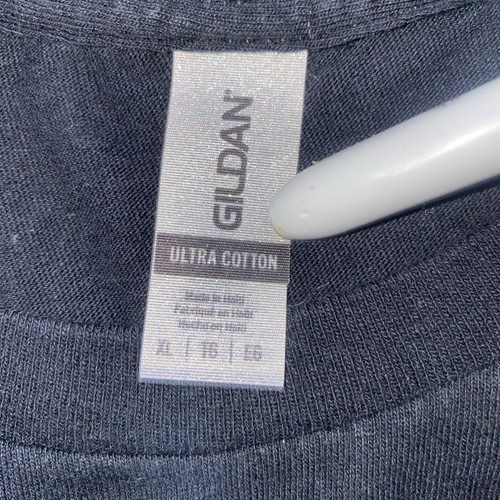 GILDAN
ULTRA COTTON
Made in Haiti
Fabriqué en Haïti
Hecho en Haití
XL | TG | EG